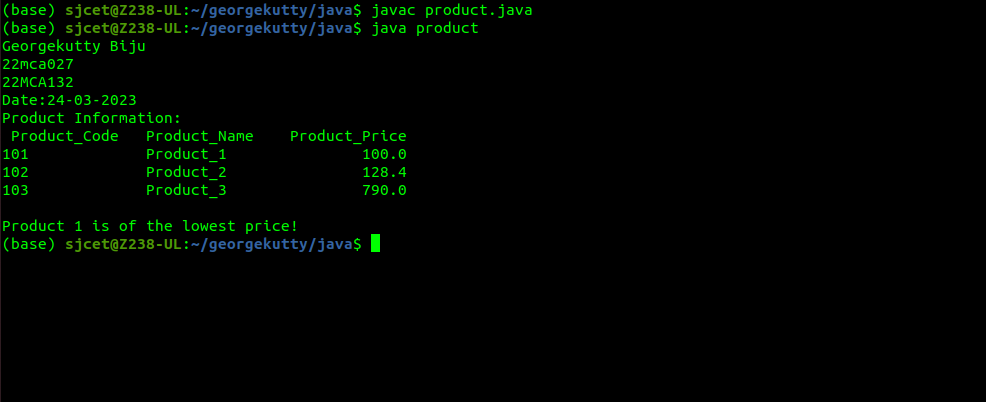 (base) sjcet@Z238-UL:~/georgekutty/java$ javac product.java
(base) sjcet@Z238-UL:~/georgekutty/java$ java product
Georgekutty Biju
22mca027
22MCA132
Date:24-03-2023
Product Information:
 Product_Code   Product_Name    Product_Price
101             Product_1               100.0
102             Product_2               128.4
103             Product_3               790.0

Product 1 is of the lowest price!
(base) sjcet@Z238-UL:~/georgekutty/java$